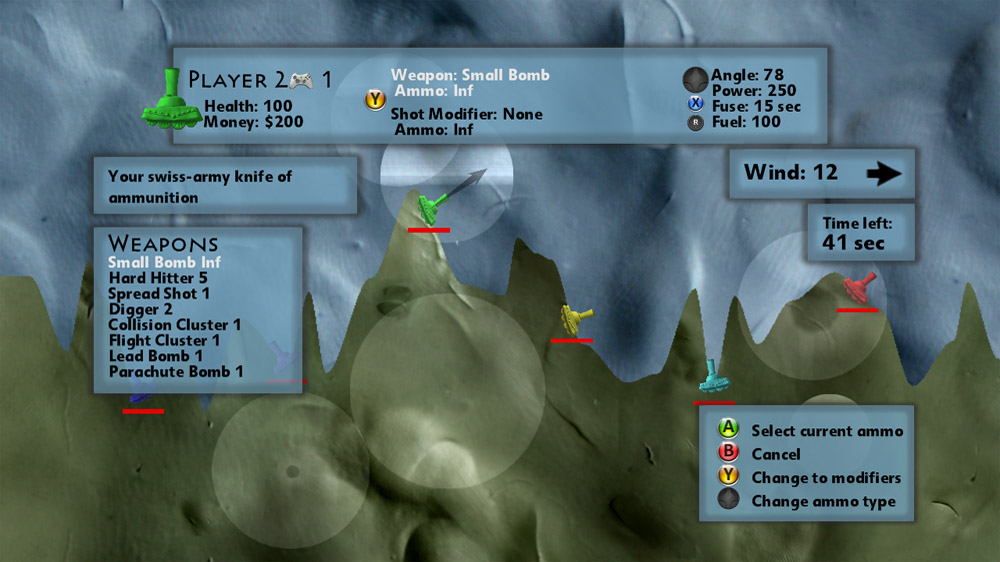 Player 2 1
Health: 100
Money: $200
Weapon: Small Bomb
Ammo: Inf
Y
Shot Modifier: None
Ammo: Inf
Angle: 78
Power: 250
X Fuse: 15 sec
R Fuel: 100
Your swiss-army knife of
ammunition
Wind: 12
Time left:
41 sec
Weapons
Small Bomb Inf
Hard Hitter 5
Spread Shot 1
Digger 2
Collision Cluster 1
Flight Cluster 1
Lead Bomb 1
Parachute Bomb 1
A Select current ammo
B Cancel
Y Change to modifiers
Change ammo type